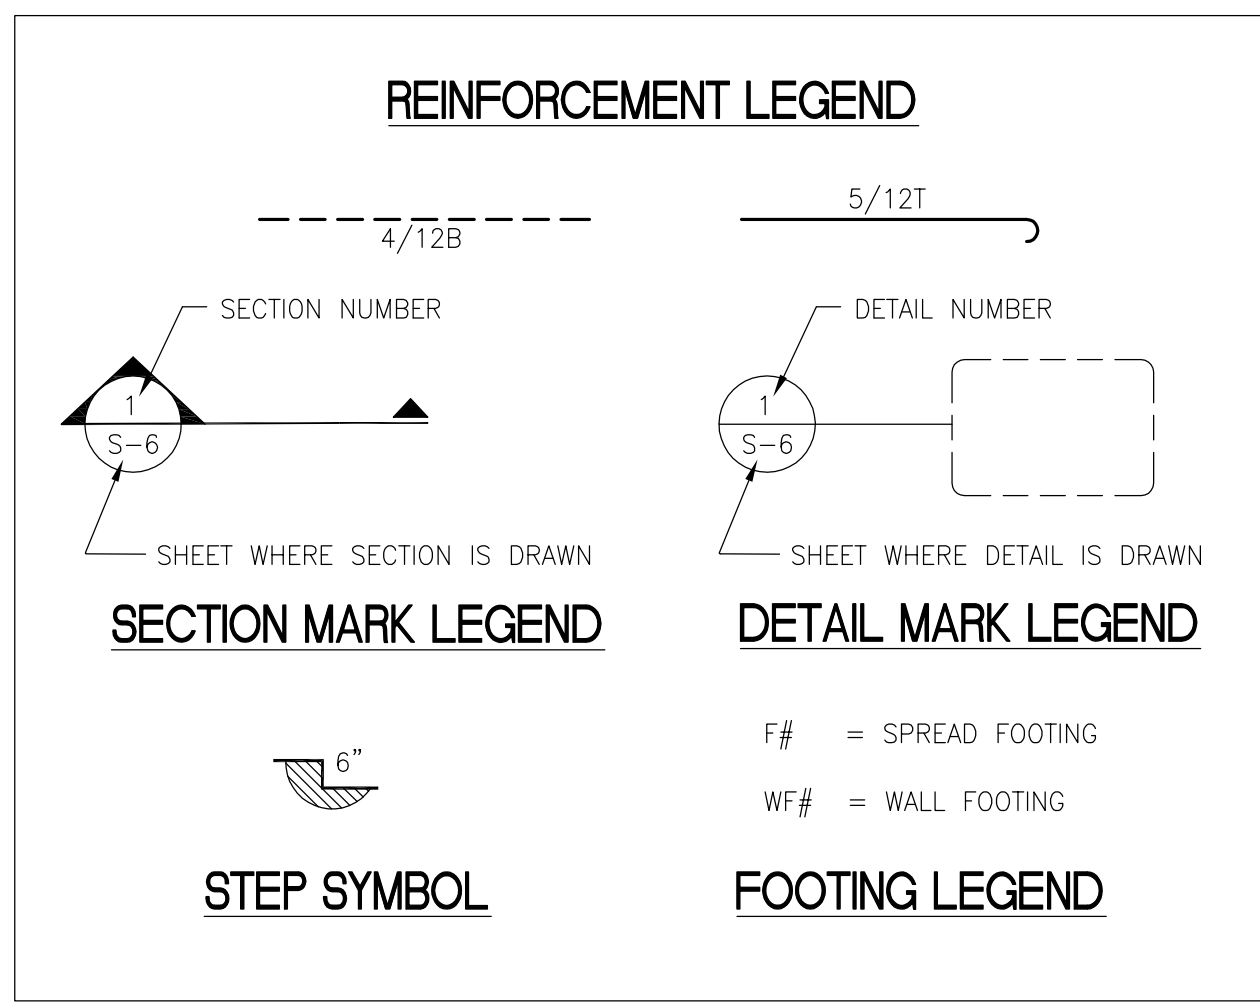 REINFORCEMENT LEGEND
4/12B
5/12T
SECTION NUMBER
1
S-6
SHEET WHERE SECTION IS DRAWN
SECTION MARK LEGEND
DETAIL NUMBER
1
S-6
SHEET WHERE DETAIL IS DRAWN
DETAIL MARK LEGEND
6"
STEP SYMBOL
F# = SPREAD FOOTING
WF# = WALL FOOTING
FOOTING LEGEND